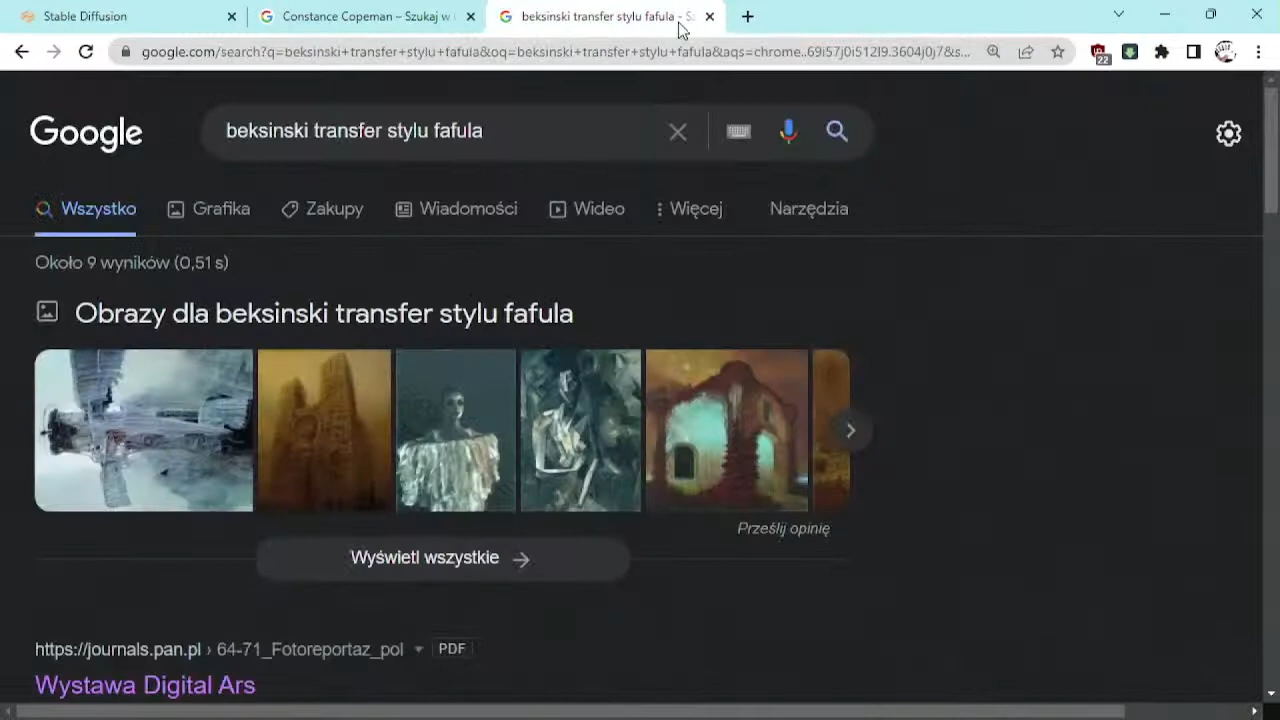 Stable Diffusion
Constance Copeman – Szukaj w
beksinski transfer stylu fafula - Sz
google.com/search?q=beksinski+transfer+stylu+fafula&oq=beksinski+transfer+stylu+fafula&aqs=chrome..69i57j0i512l9.3604j0j7&s...
22
Google
beksinski transfer stylu fafula
Wszystko
Grafika
Zakupy
Wiadomości
Wideo
Więcej
Narzędzia
Około 9 wyników (0,51 s)
Obrazy dla beksinski transfer stylu fafula
Prześlij opinię
Wyświetl wszystkie
https://journals.pan.pl › 64-71_Fotoreportaz_pol
PDF
Wystawa Digital Ars